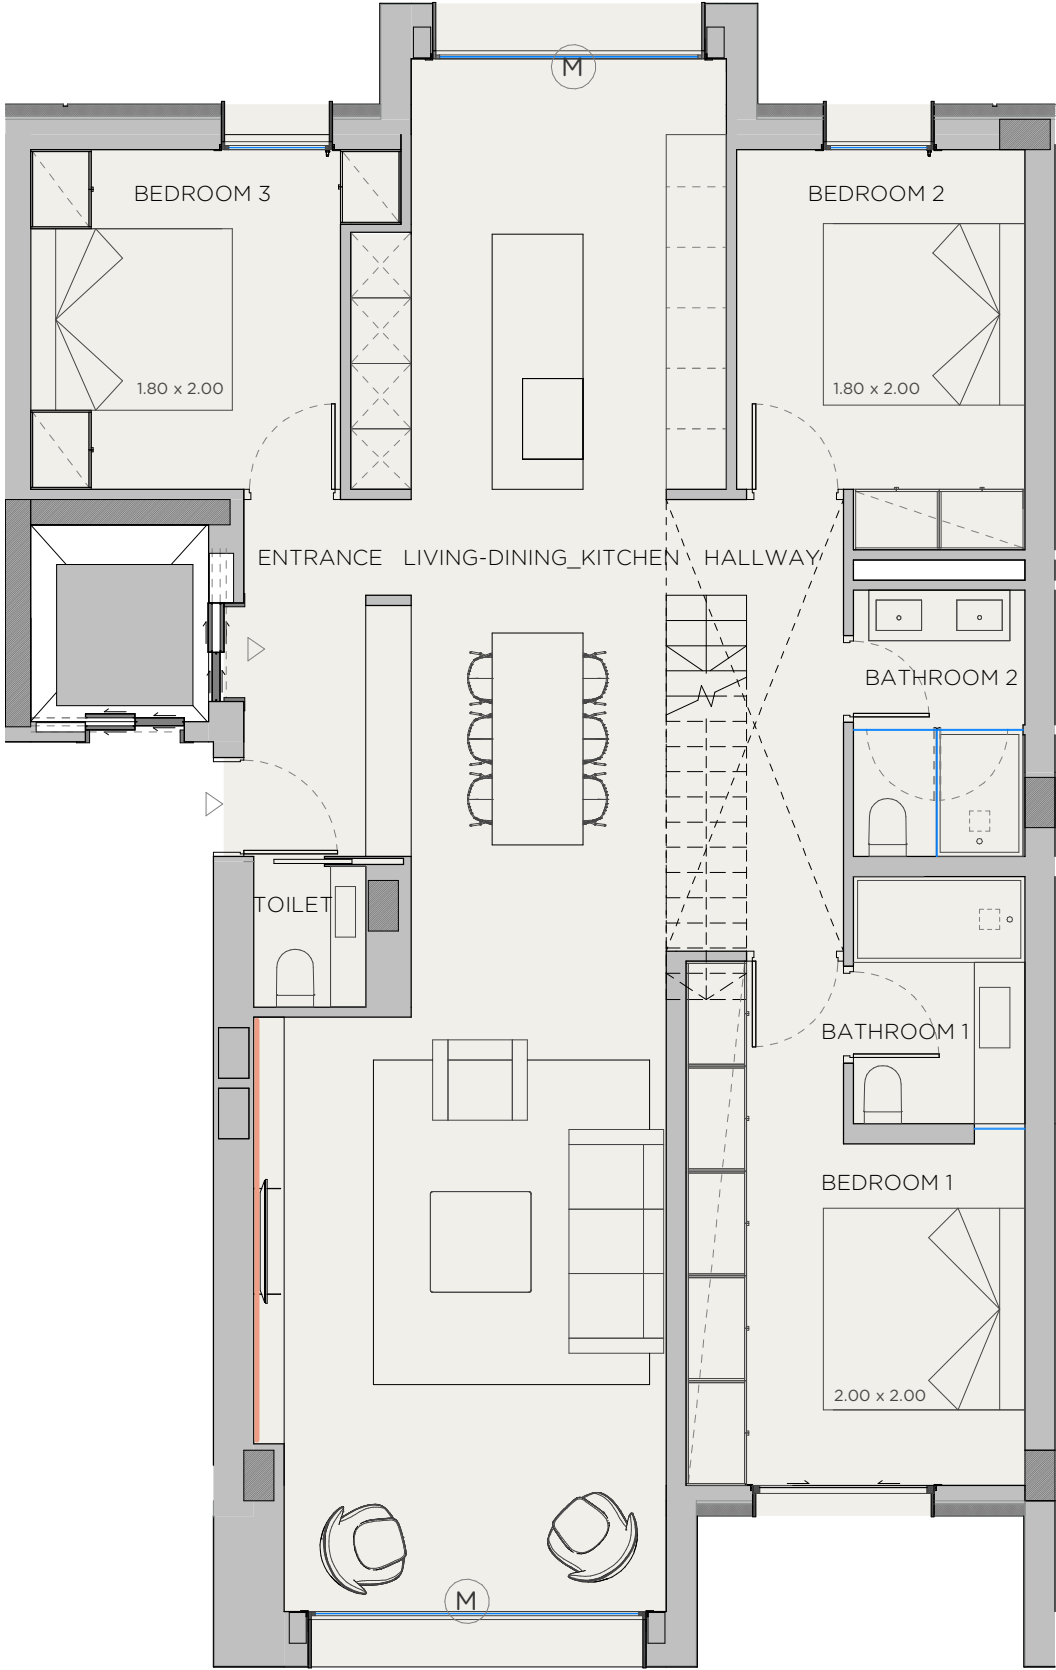 M
BEDROOM 3
BEDROOM 2
1.80 x 2.00
1.80 x 2.00
ENTRANCE LIVING-DINING_KITCHEN HALLWAY
BATHROOM 2
TOILET
BATHROOM 1
BEDROOM 1
2.00 x 2.00
M